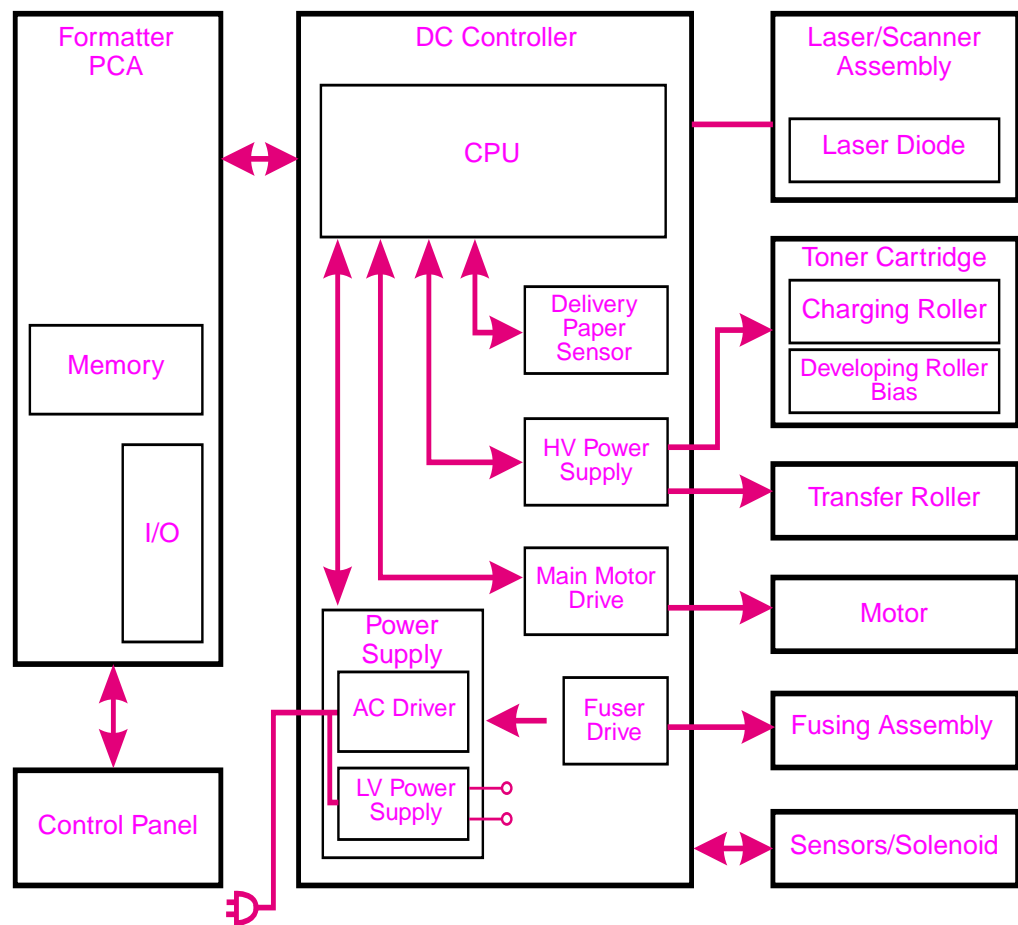 Formatter
PCA
Memory
I/O
Control Panel
DC Controller
CPU
Delivery
Paper
Sensor
HV Power
Supply
Main Motor
Drive
Power
Supply
AC Driver
LV Power
Supply
Fuser
Drive
Laser/Scanner
Assembly
Laser Diode
Toner Cartridge
Charging Roller
Developing Roller
Bias
Transfer Roller
Motor
Fusing Assembly
Sensors/Solenoid